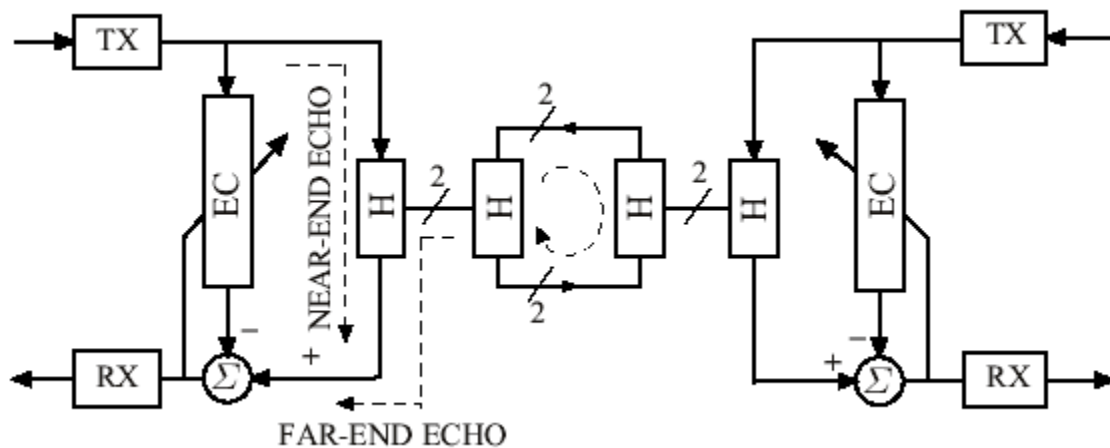 TX
TX
2
NEAR-END ECHO
EC
H
2
H
H
2
H
EC
2
−
+
−
+
RX
Σ
Σ
RX
FAR-END ECHO